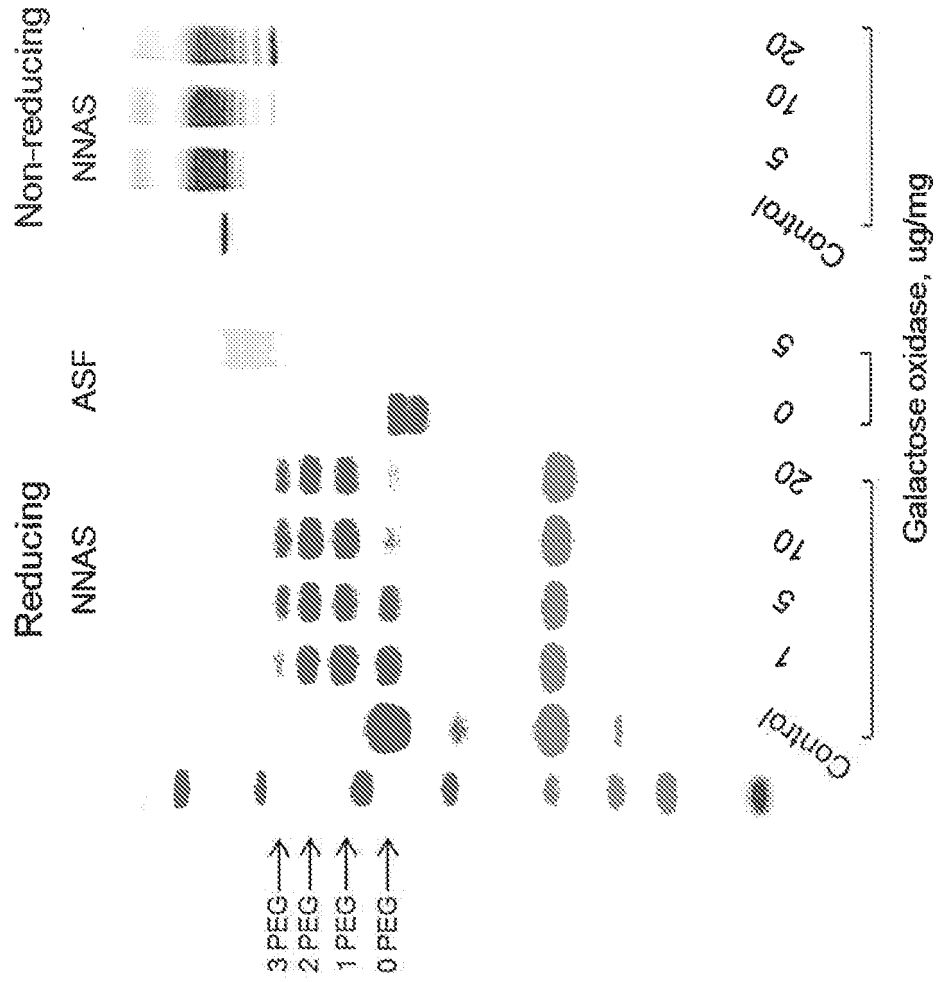 Reducing
Non-reducing
NNAS
ASF
NNAS
3 PEG
2 PEG
1 PEG
0 PEG
Control 1 5 10 20
0 5
Control 5 10 20
Galactose oxidase, ug/mg